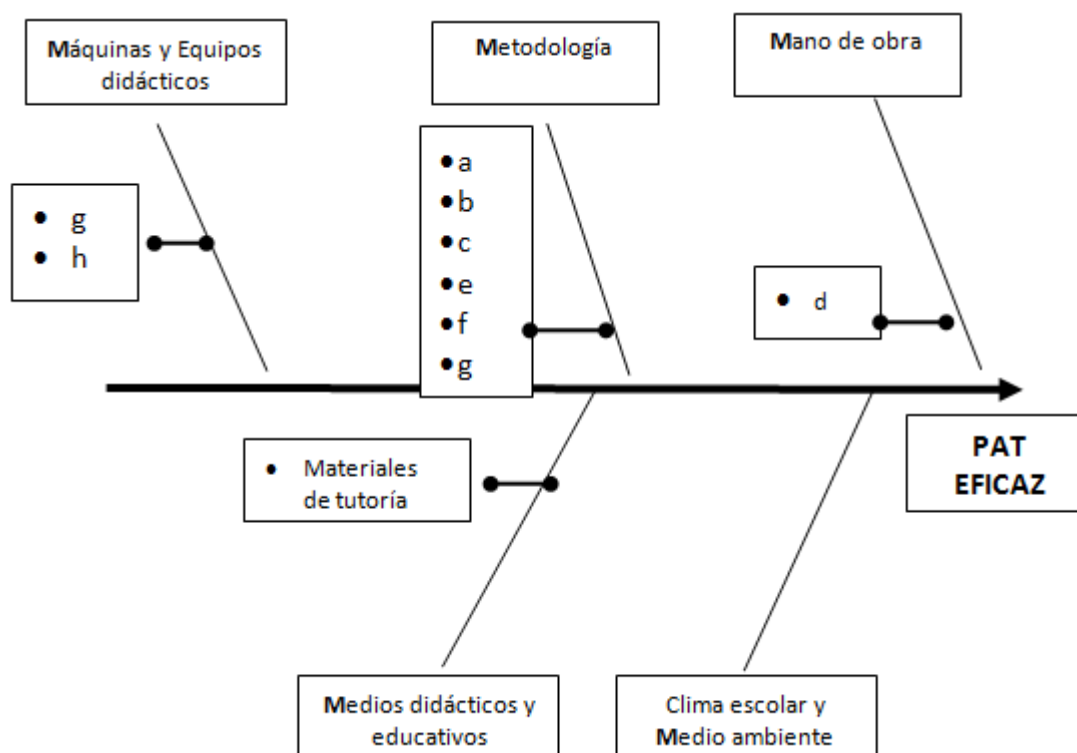 Máquinas y Equipos
didácticos
Metodología
Mano de obra
• g
• h
• a
• b
• c
• e
• f
• g
• d
PAT
EFICAZ
• Materiales
de tutoría
Medios didácticos y
educativos
Clima escolar y
Medio ambiente